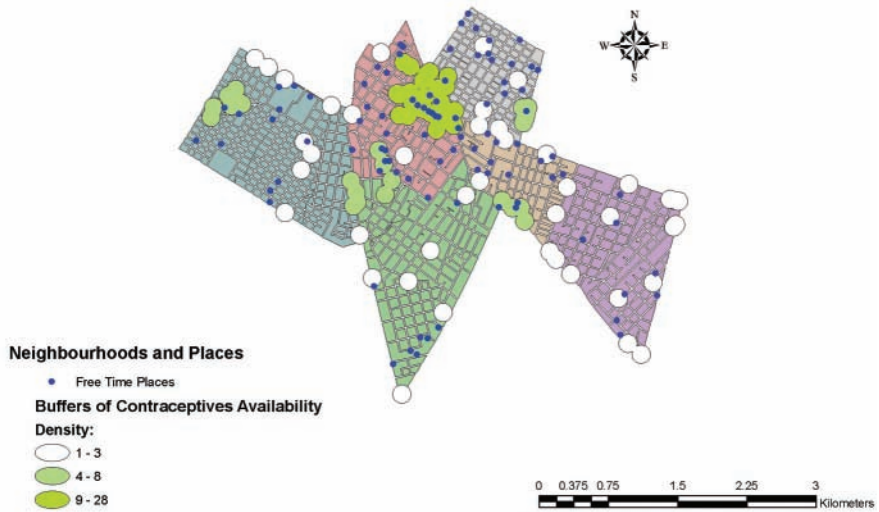 N
W E
S
Neighbourhoods and Places
Free Time Places
Buffers of Contraceptives Availability
Density:
1 - 3
4 - 8
9 - 28
0 0.375 0.75 1.5 2.25 3
Kilometers